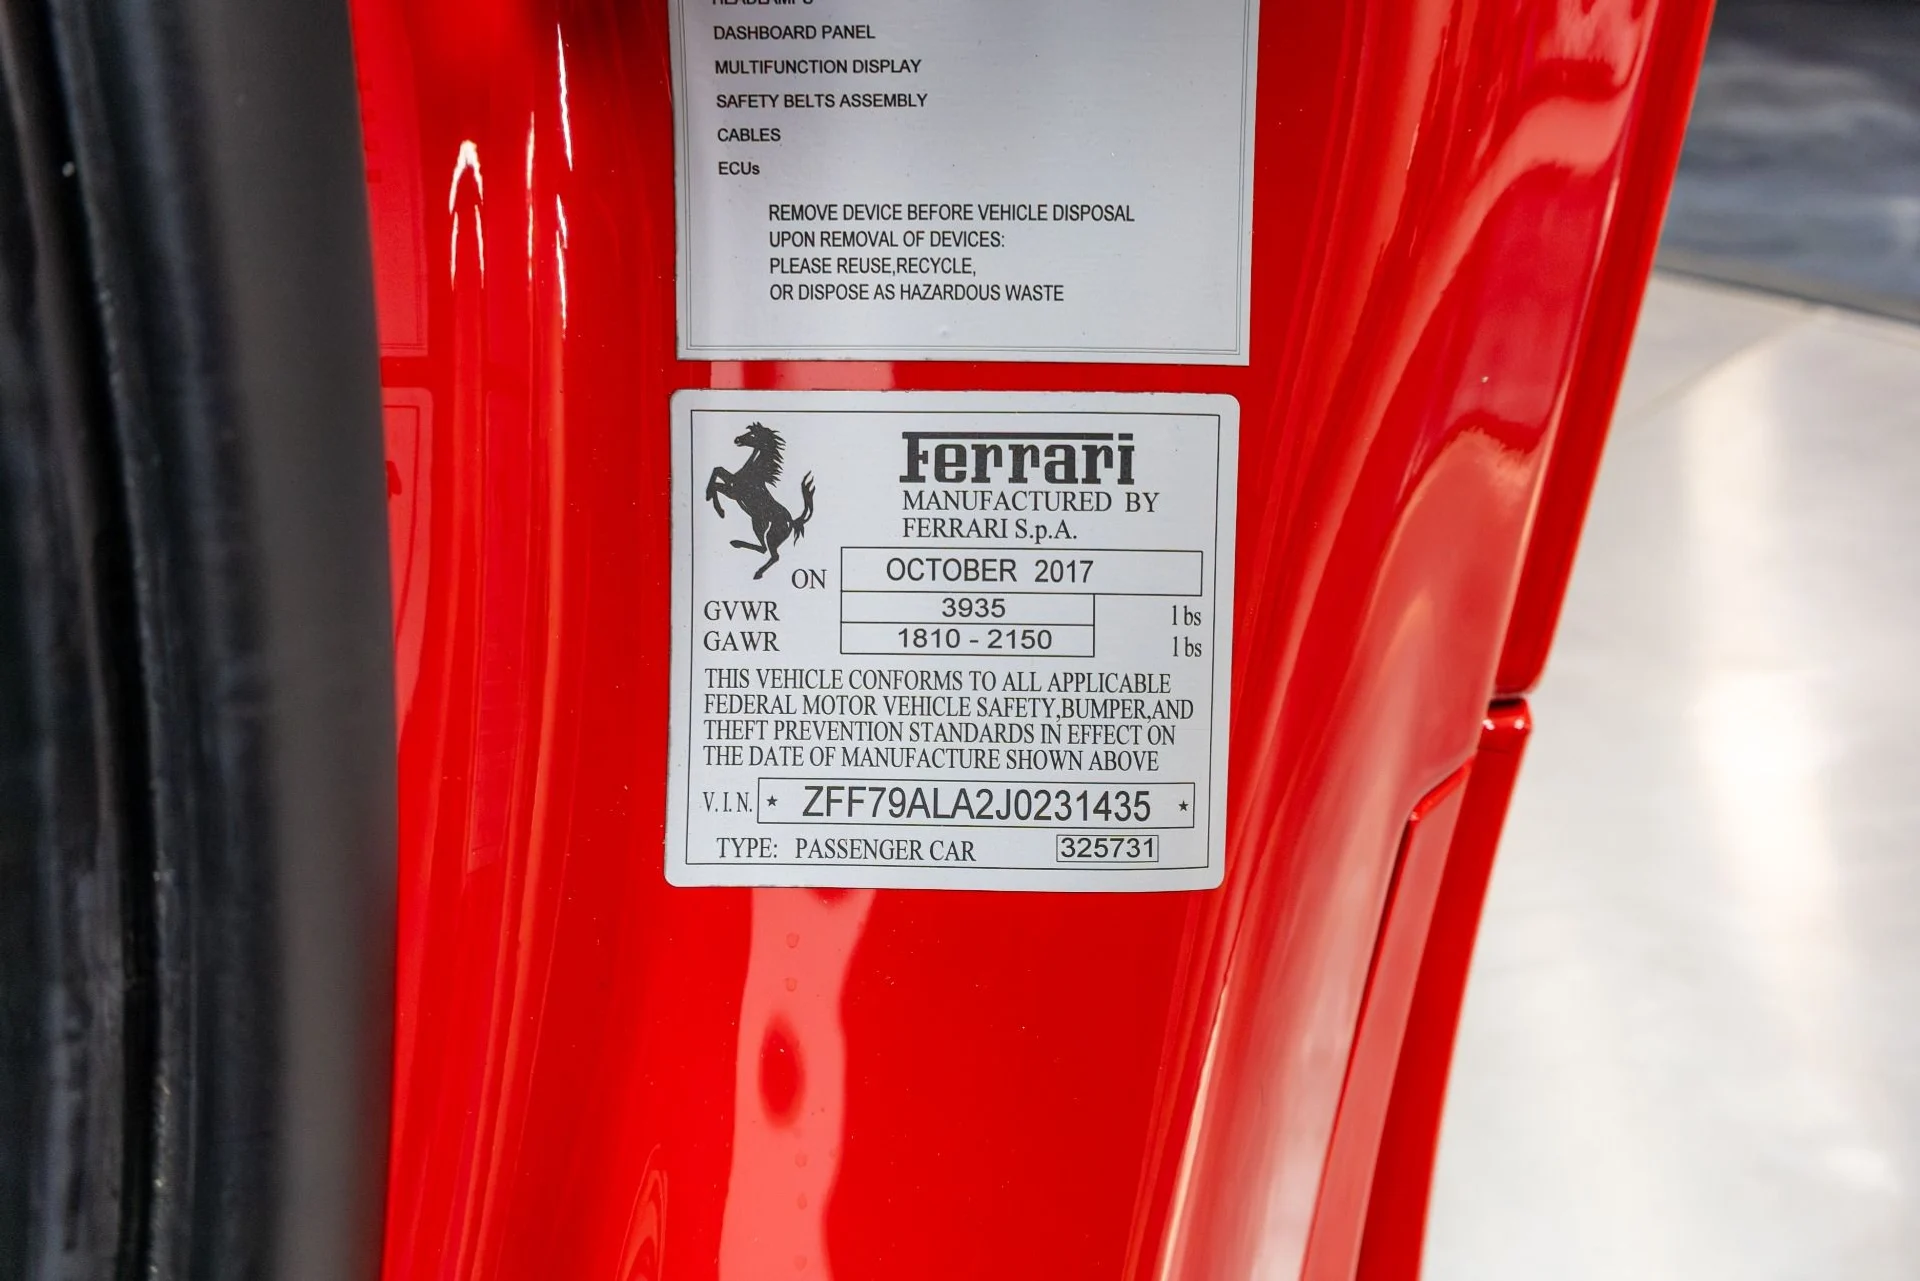 HEADLAMPS
DASHBOARD PANEL
MULTIFUNCTION DISPLAY
SAFETY BELTS ASSEMBLY
CABLES
ECUs
REMOVE DEVICE BEFORE VEHICLE DISPOSAL
UPON REMOVAL OF DEVICES:
PLEASE REUSE,RECYCLE,
OR DISPOSE AS HAZARDOUS WASTE
Ferrari
MANUFACTURED BY
FERRARI S.p.A.
ON OCTOBER 2017
GVWR 3935 lbs
GAWR 1810 - 2150 lbs
THIS VEHICLE CONFORMS TO ALL APPLICABLE
FEDERAL MOTOR VEHICLE SAFETY,BUMPER,AND
THEFT PREVENTION STANDARDS IN EFFECT ON
THE DATE OF MANUFACTURE SHOWN ABOVE
V.I.N. * ZFF79ALA2J0231435 *
TYPE: PASSENGER CAR 325731